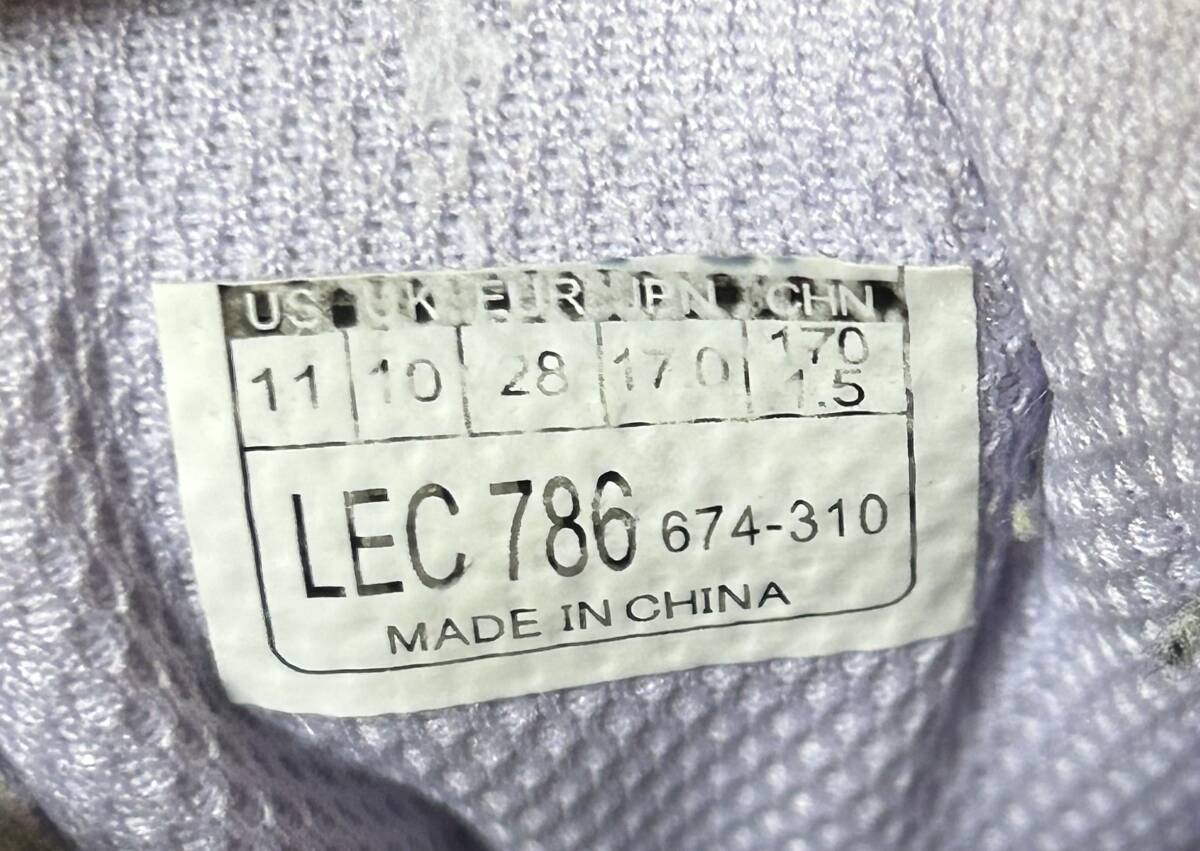 US UK EUR JPN CHN
11 10 28 17.0 170 1.5
LEC 786 674-310
MADE IN CHINA